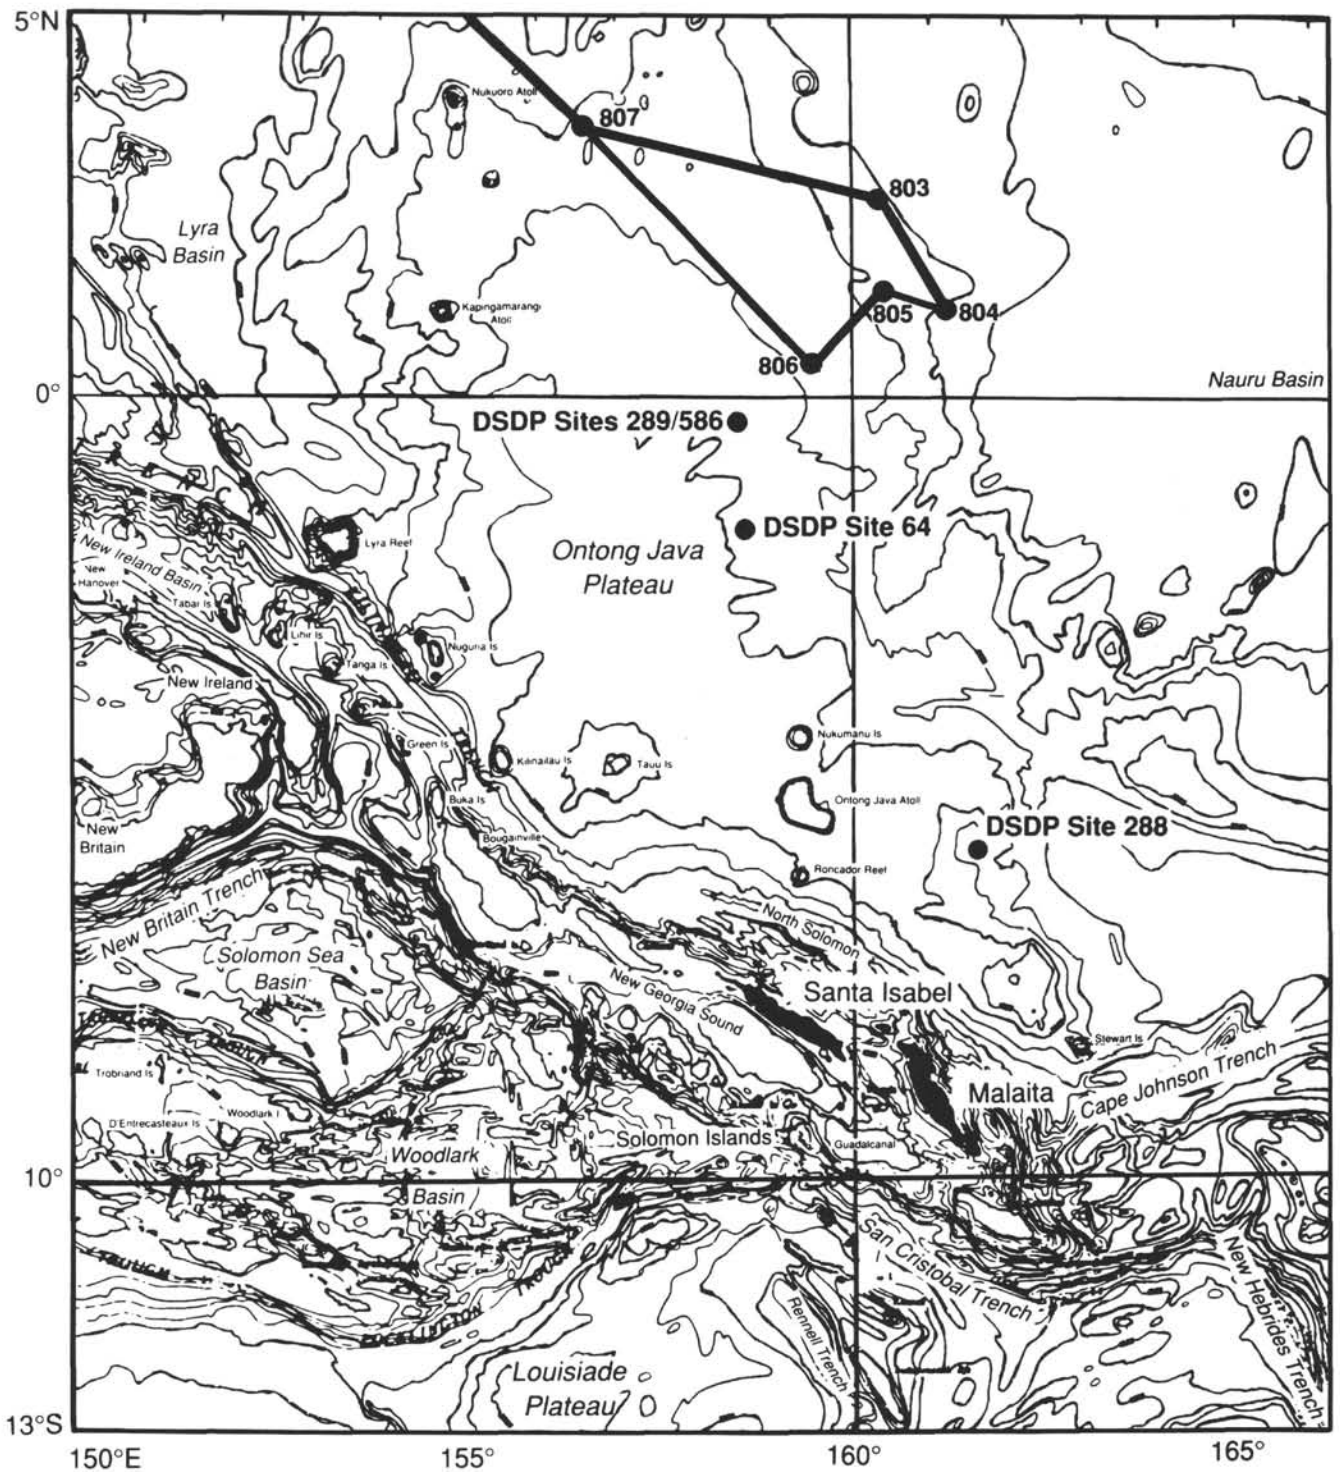 5°N
Nukuoro Atoll
807
803
Lyra
Basin
Kapingamarangi
Atoll
805
804
806
0°
Nauru Basin
DSDP Sites 289/586
DSDP Site 64
Lyra Reef
Ontong Java
Plateau
New Ireland Basin
New
Hanover
Tabar Is
Lihir Is
Nuguria Is
Tanga Is
New Ireland
Nukumanu Is
Green Is
Kilinailau Is
Tauu Is
Buka Is
Ontong Java Atoll
New
Britain
Bougainville
DSDP Site 288
Roncador Reef
New Britain Trench
North Solomon
Solomon Sea
Basin
New Georgia Sound
Santa Isabel
Stewart Is
Trobriand Is
Malaita
Cape Johnson Trench
Woodlark I
D'Entrecasteaux Is
Solomon Islands
Guadalcanal
Woodlark
Basin
10°
San Cristobal Trench
New Hebrides Trench
Rennell Trench
TROUGH
POCKLINGTON TROUGH
Louisiade
Plateau
13°S
150°E
155°
160°
165°